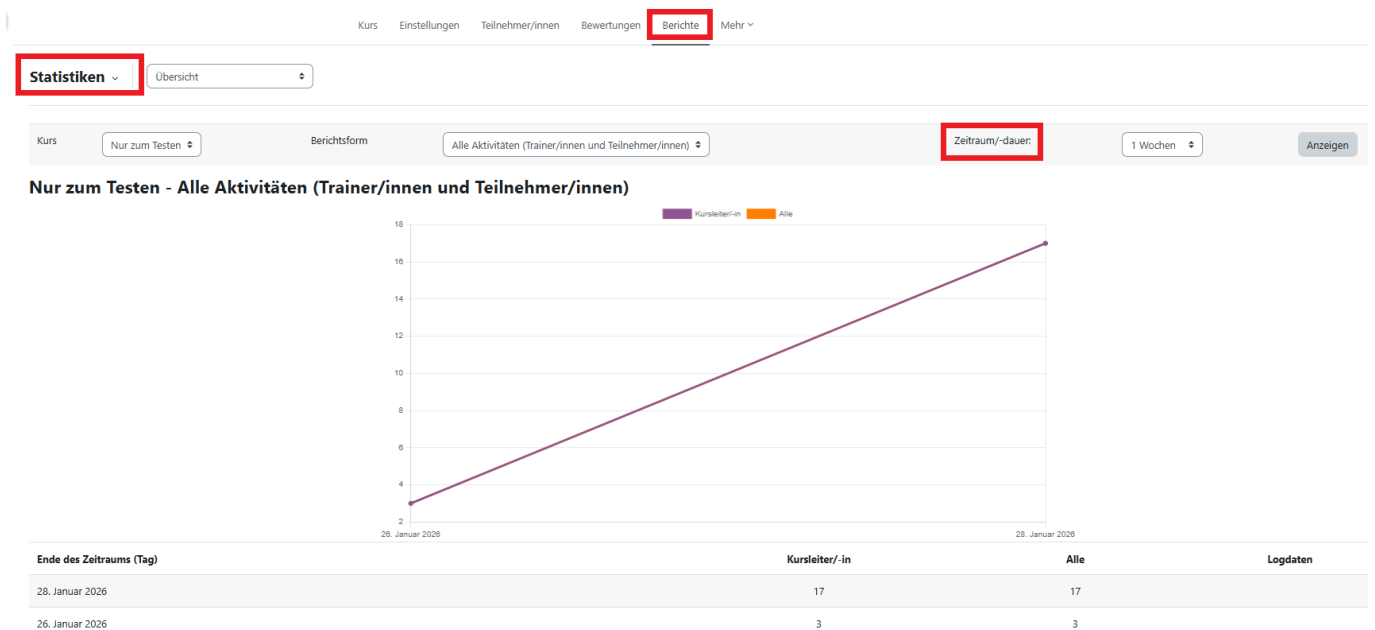 Kurs Einstellungen Teilnehmer/innen Bewertungen Berichte Mehr
Statistiken Übersicht
Kurs Nur zum Testen Berichtsform Alle Aktivitäten (Trainer/innen und Teilnehmer/innen) Zeitraum/-dauer: 1 Wochen Anzeigen
Nur zum Testen - Alle Aktivitäten (Trainer/innen und Teilnehmer/innen)
Kursleiter/-in Alle
18
16
14
12
10
8
6
4
2
26. Januar 2026 28. Januar 2026
Ende des Zeitraums (Tag) Kursleiter/-in Alle Logdaten
28. Januar 2026 17 17
26. Januar 2026 3 3